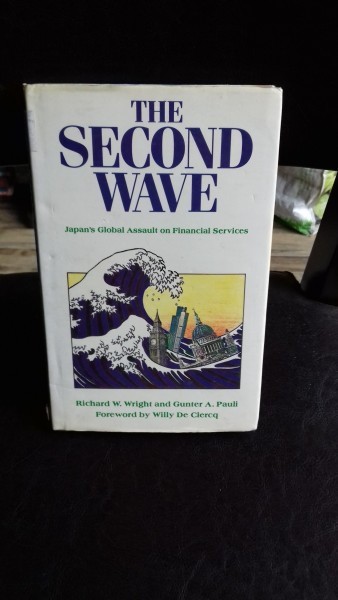 THE
SECOND
WAVE
Japan's Global Assault on Financial Services
Richard W. Wright and Gunter A. Pauli
Foreword by Willy De Clercq